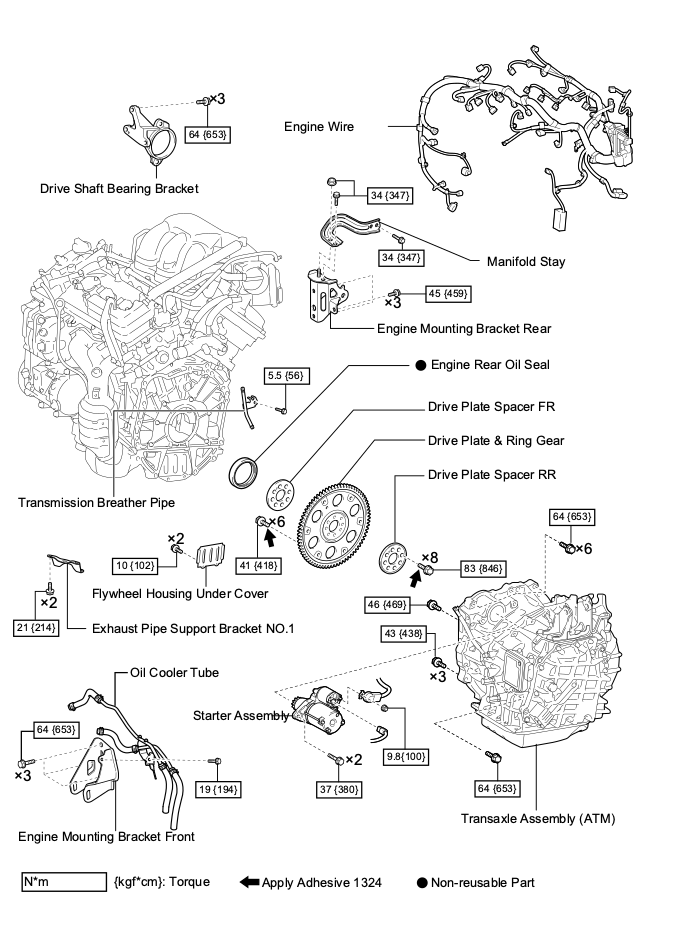 ×3
64 {653}
Engine Wire
Drive Shaft Bearing Bracket
34 {347}
34 {347}
Manifold Stay
×3
45 {459}
Engine Mounting Bracket Rear
5.5 {56}
● Engine Rear Oil Seal
Drive Plate Spacer FR
Drive Plate & Ring Gear
Drive Plate Spacer RR
Transmission Breather Pipe
64 {653}
×6
×6
×2
10 {102}
41 {418}
×8
83 {846}
Flywheel Housing Under Cover
×2
21 {214}
Exhaust Pipe Support Bracket NO.1
46 {469}
43 {438}
×3
Oil Cooler Tube
Starter Assembly
64 {653}
×3
19 {194}
×2
37 {380}
9.8{100}
64 {653}
Engine Mounting Bracket Front
Transaxle Assembly (ATM)
N*m {kgf*cm}: Torque Apply Adhesive 1324 ● Non-reusable Part